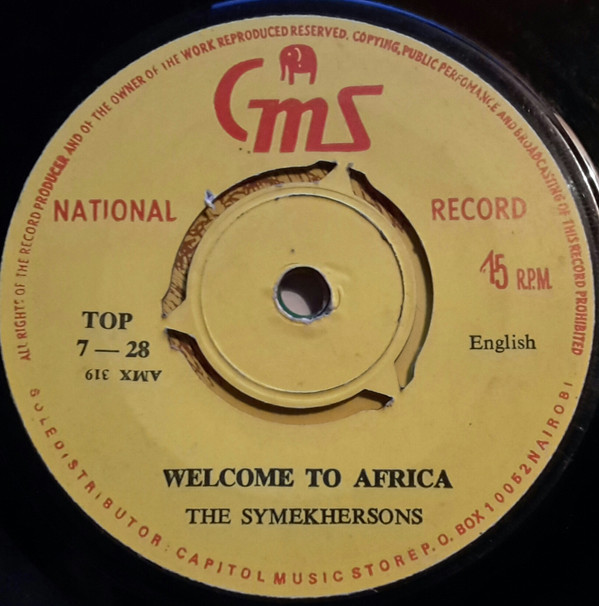 ALL RIGHTS OF THE RECORD PRODUCER AND OF THE OWNER OF THE WORK REPRODUCED RESERVED. COPYING, PUBLIC PERFOMANCE AND BROADCASTING OF THIS RECORD PROHIBITED
CMS
NATIONAL RECORD
45 R.P.M.
TOP
7 — 28
AMX 319
English
WELCOME TO AFRICA
THE SYMEKHERSONS
SOLE DISTRIBUTOR: CAPITOL MUSIC STORE P. O. BOX 10052 NAIROBI